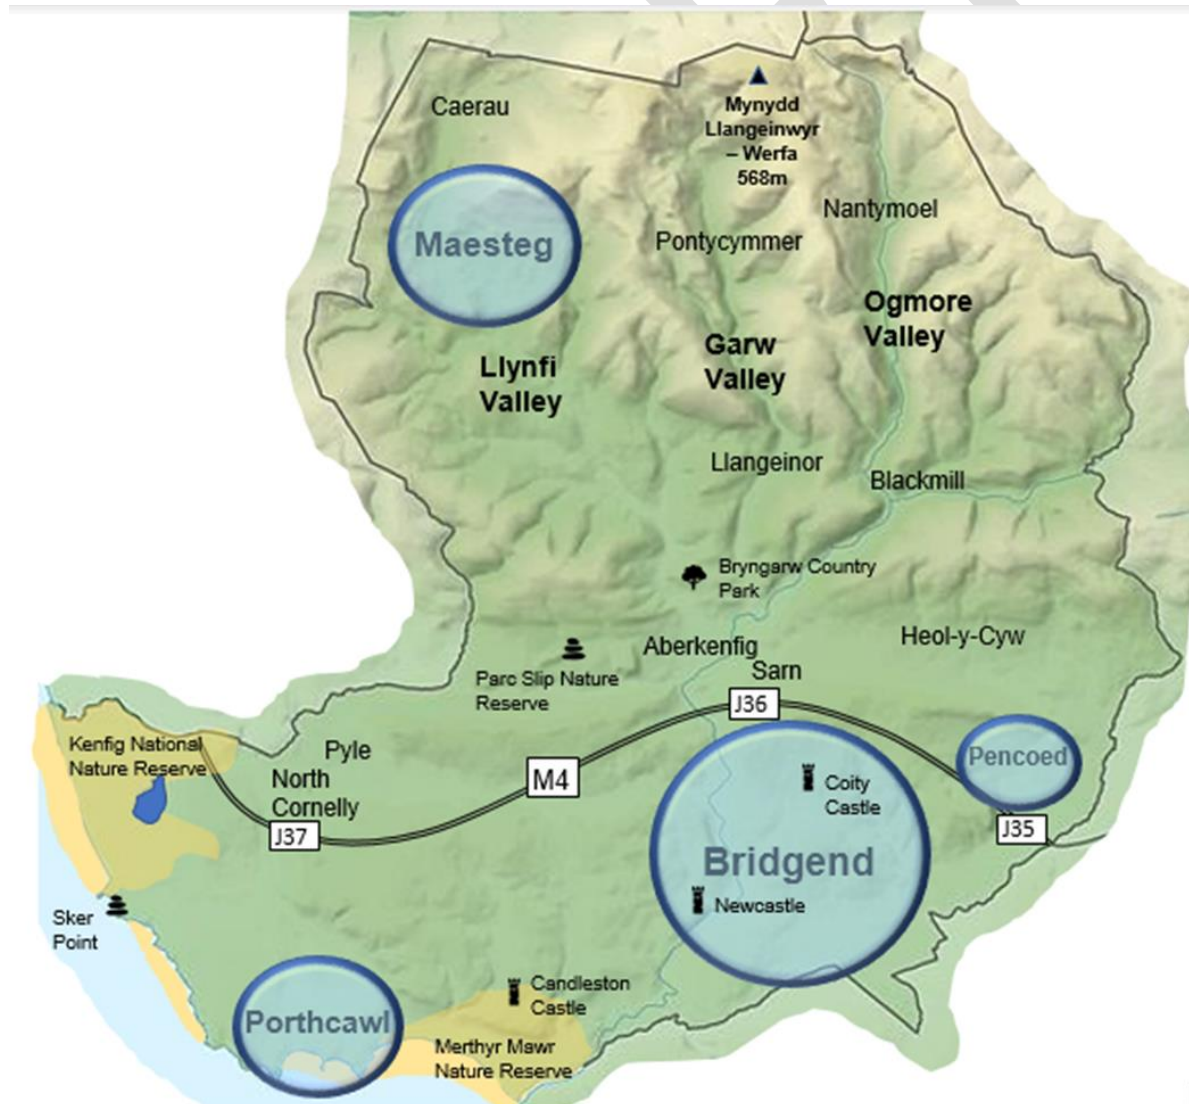 Caerau
Mynydd
Llangeinwyr
– Werfa
568m
Nantymoel
Maesteg
Pontycymmer
Ogmore
Valley
Garw
Valley
Llynfi
Valley
Llangeinor
Blackmill
Bryngarw Country
Park
Heol-y-Cyw
Aberkenfig
Sarn
Parc Slip Nature
Reserve
J36
Kenfig National
Nature Reserve
Pyle
North
Cornelly
M4
Pencoed
Coity
Castle
J37
J35
Bridgend
Newcastle
Sker
Point
Candleston
Castle
Porthcawl
Merthyr Mawr
Nature Reserve